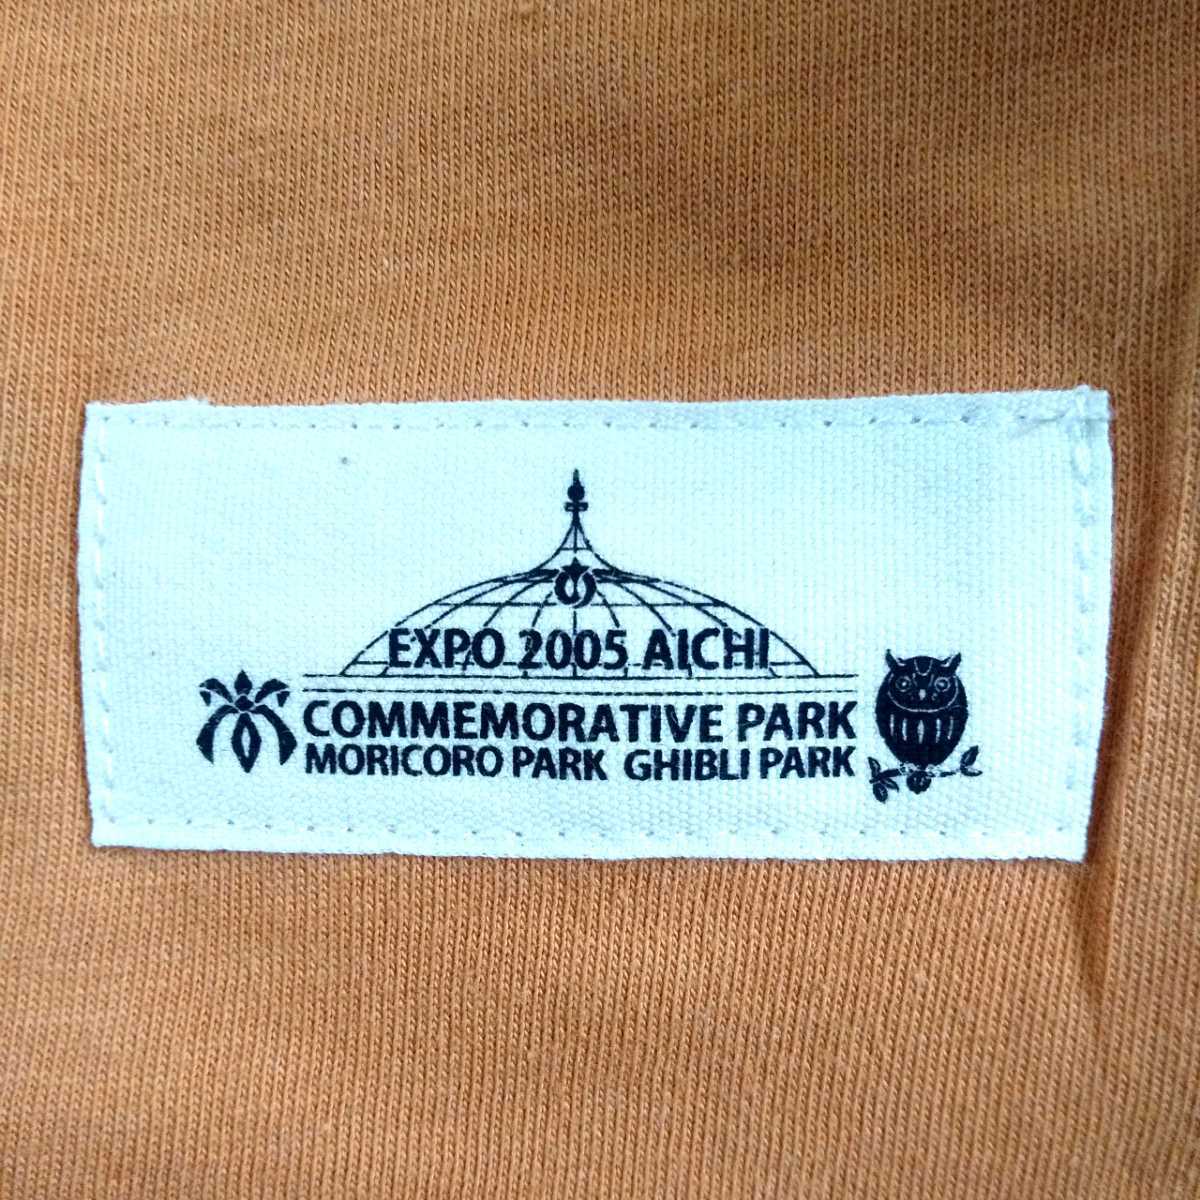 EXPO 2005 AICHI
COMMEMORATIVE PARK
MORICORO PARK GHIBLI PARK